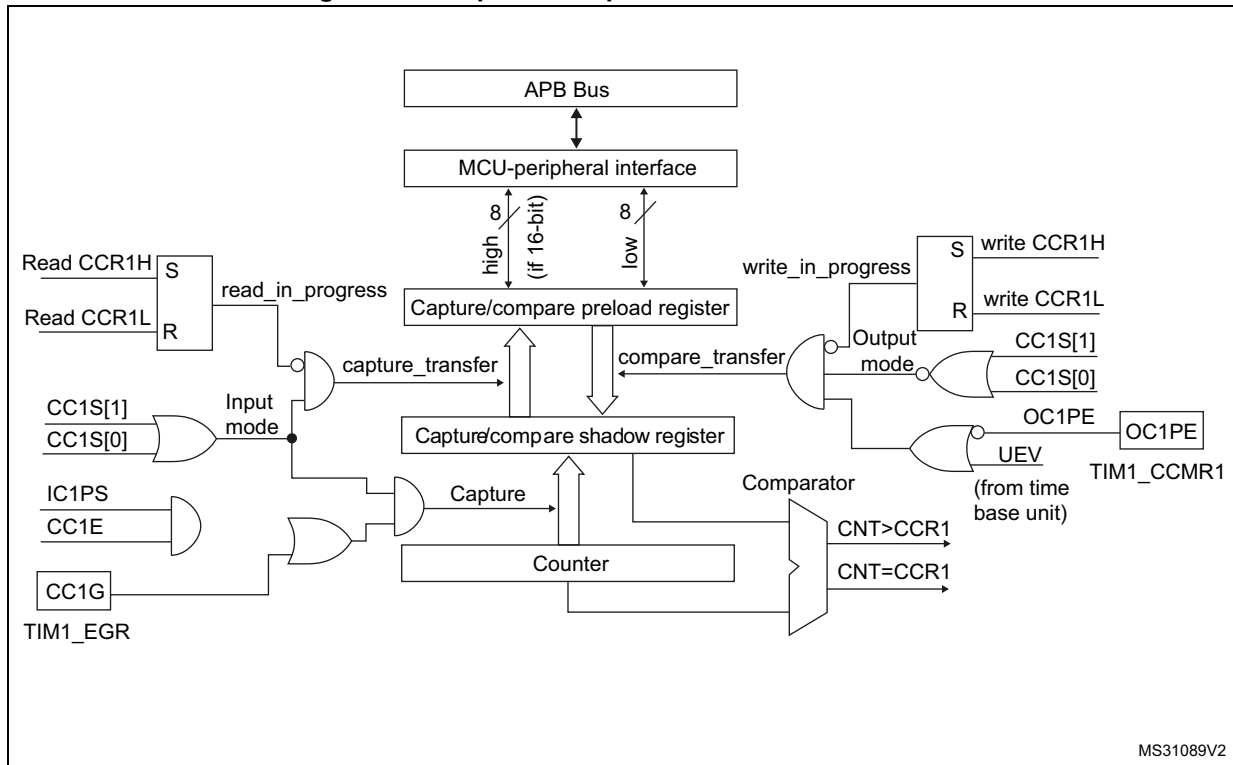 APB Bus
MCU-peripheral interface
8
high
(if 16-bit)
8
low
Read CCR1H
S
read_in_progress
Read CCR1L
R
write_in_progress
S
write CCR1H
R
write CCR1L
Capture/compare preload register
capture_transfer
compare_transfer
Output
mode
CC1S[1]
CC1S[0]
CC1S[1]
CC1S[0]
Input
mode
Capture/compare shadow register
OC1PE
OC1PE
UEV
TIM1_CCMR1
(from time
base unit)
IC1PS
CC1E
Capture
Comparator
CNT>CCR1
CNT=CCR1
Counter
CC1G
TIM1_EGR
MS31089V2